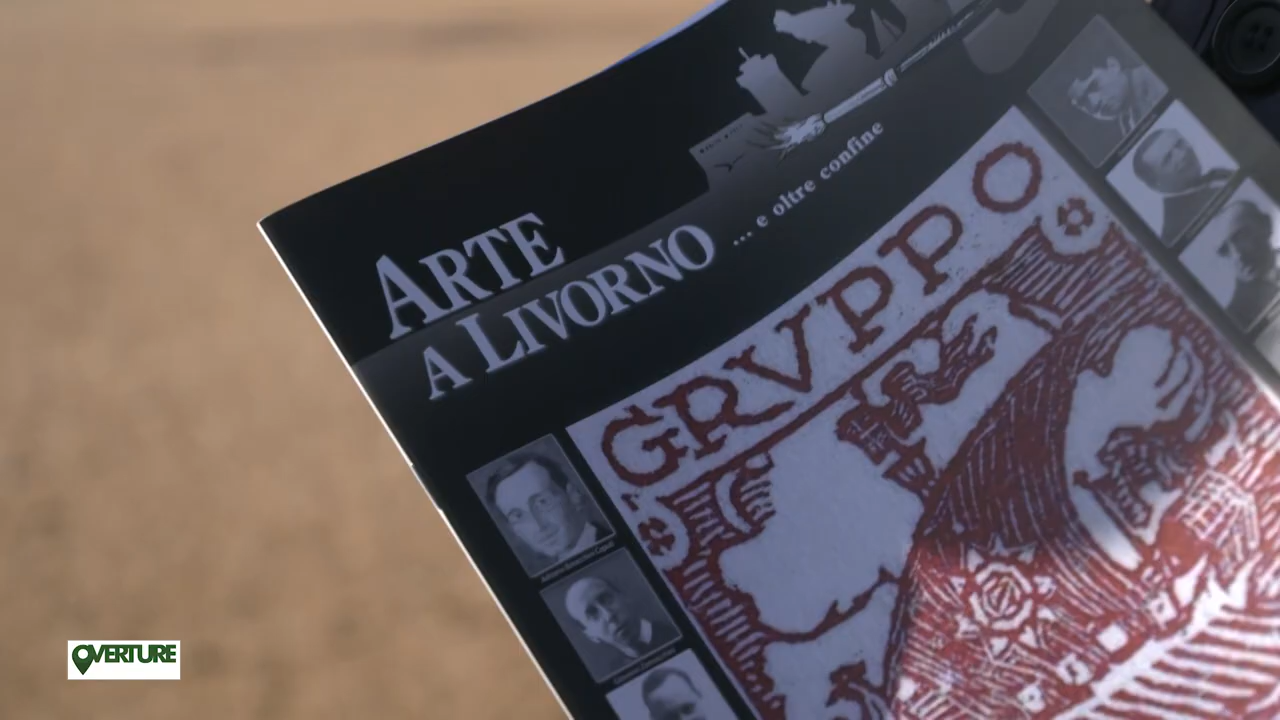 ARTE
A LIVORNO
... e oltre confine
GRVPPO
OVERTURE